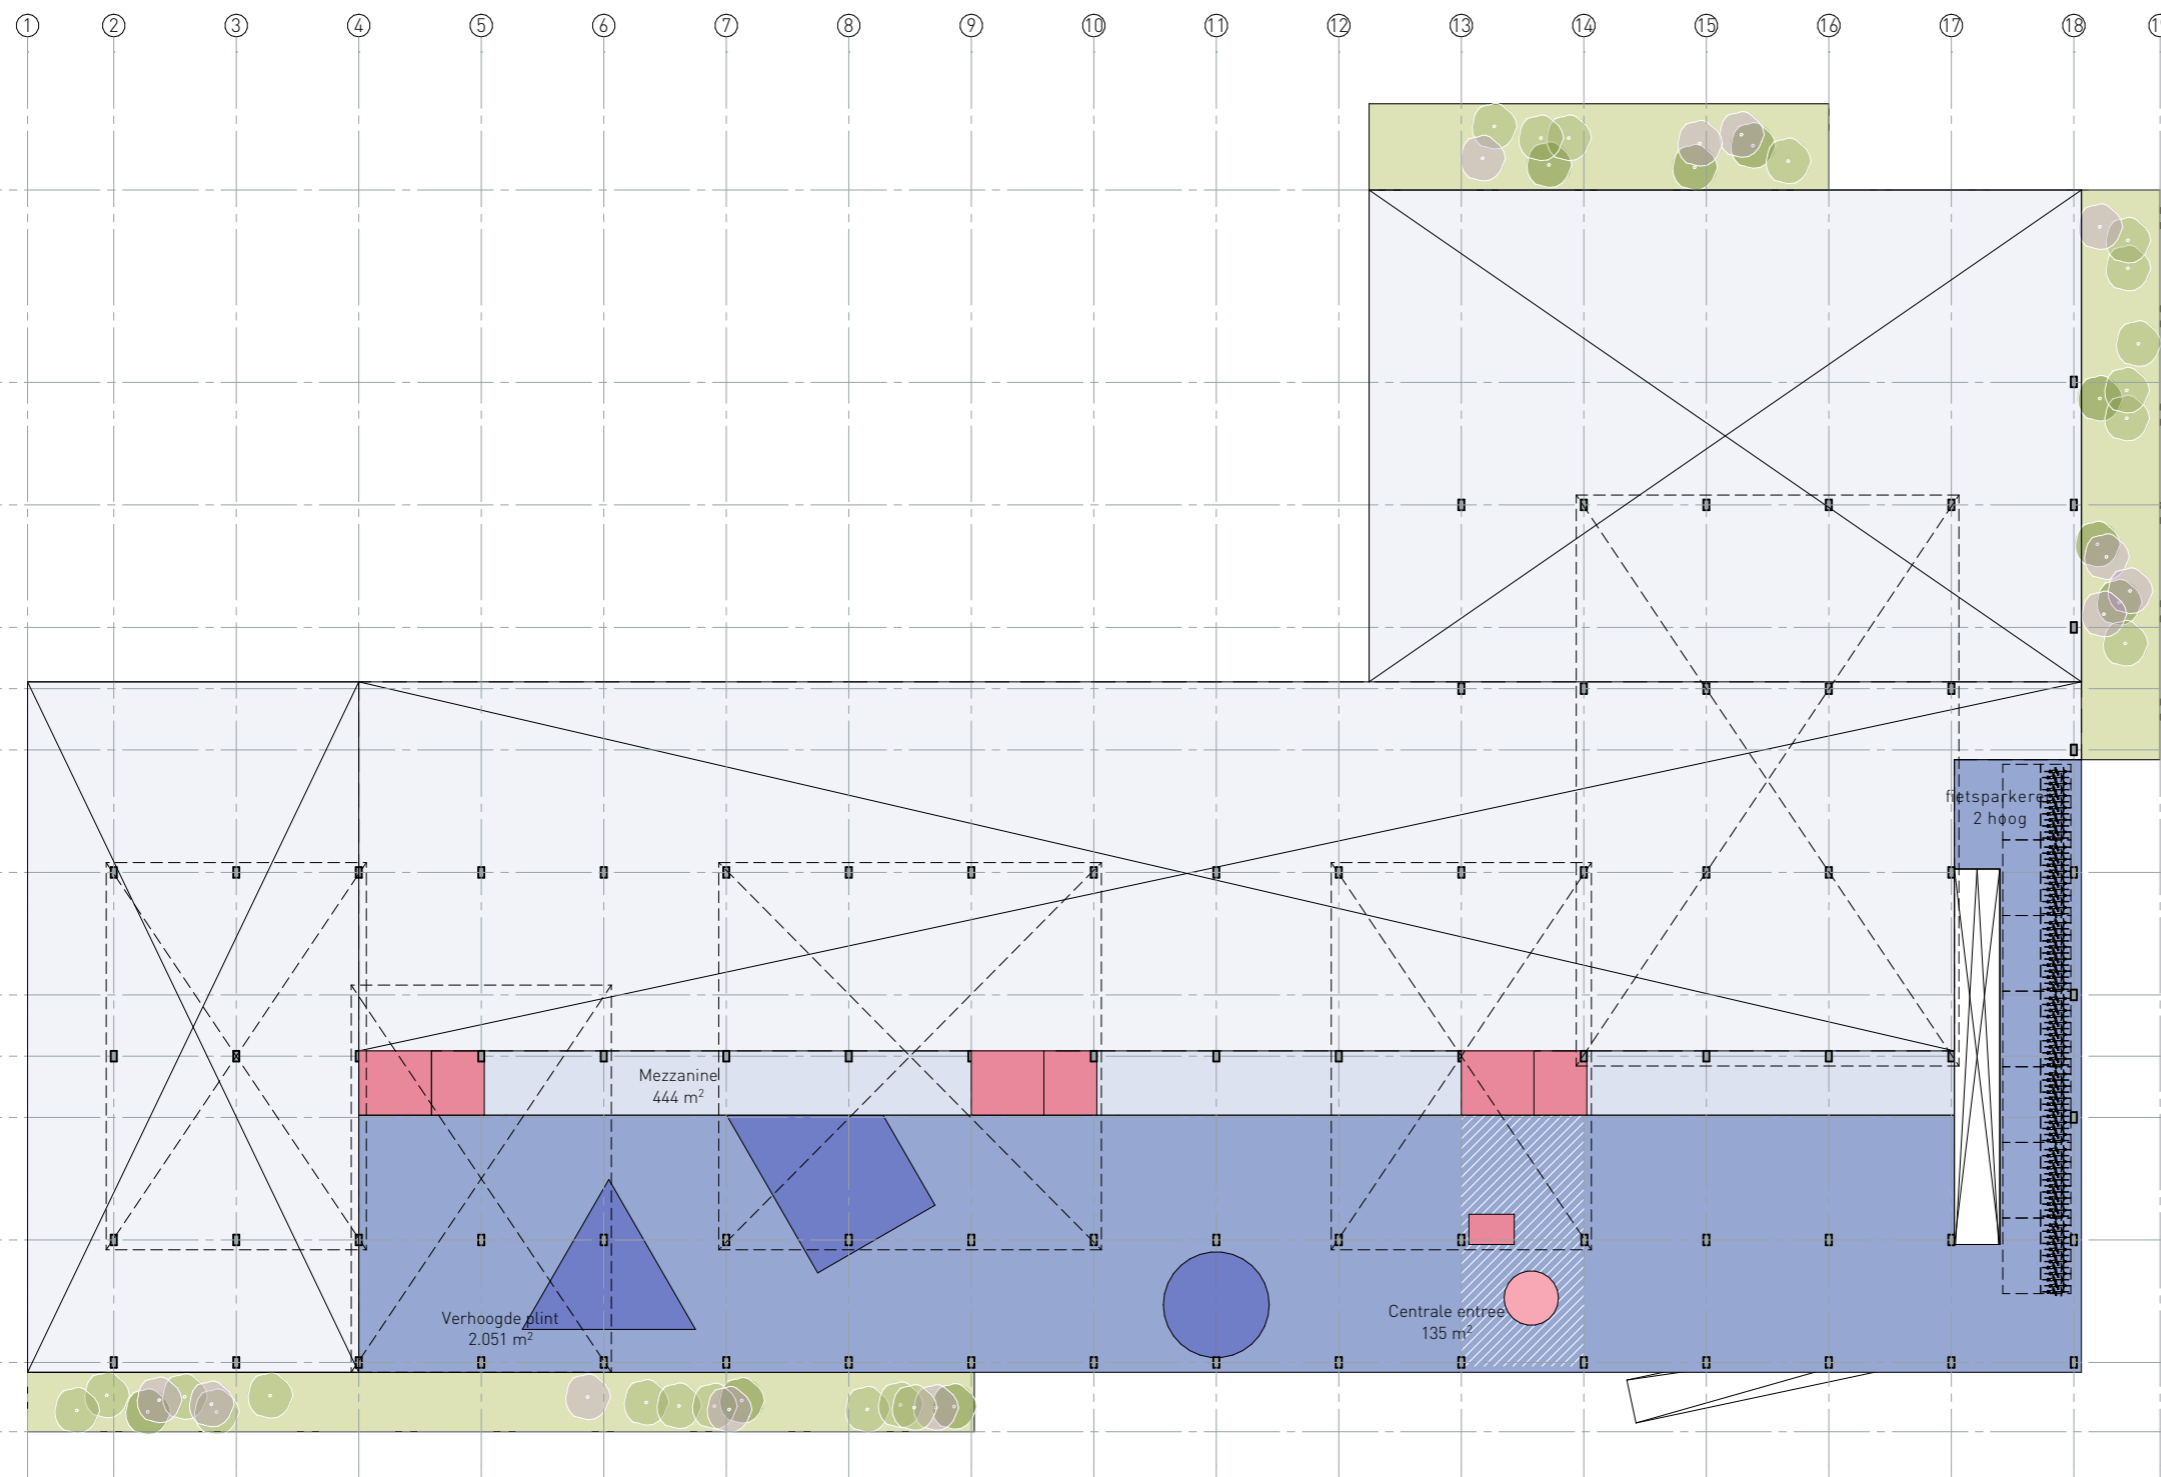 1 2 3 4 5 6 7 8 9 10 11 12 13 14 15 16 17 18
fietsparkeren
2 hoog
Mezzanine
444 m²
Verhoogde plint
2.051 m²
Centrale entree
135 m²